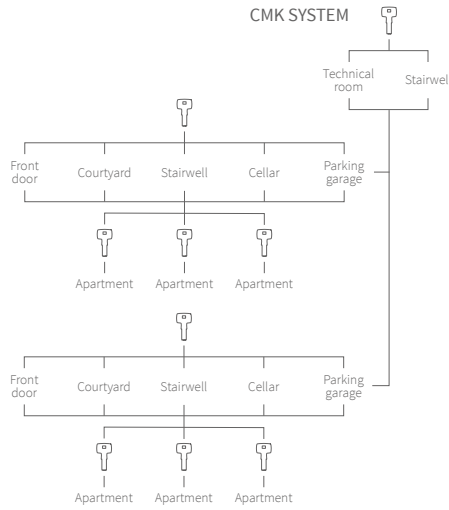 CMK SYSTEM
Technical
room
Stairwel
Front
door
Courtyard
Stairwell
Cellar
Parking
garage
Apartment
Apartment
Apartment
Front
door
Courtyard
Stairwell
Cellar
Parking
garage
Apartment
Apartment
Apartment